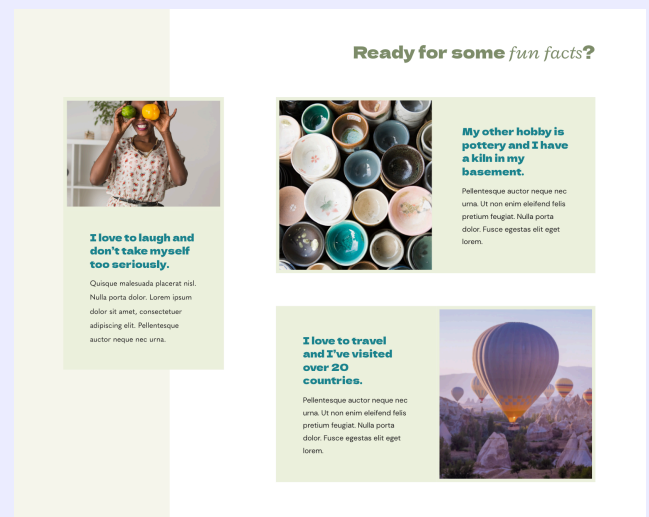 Ready for some fun facts?
I love to laugh and
don't take myself
too seriously.
Quisque malesuada placerat nisl.
Nulla porta dolor. Lorem ipsum
dolor sit amet, consectetuer
adipiscing elit. Pellentesque
auctor neque nec urna.
My other hobby is
pottery and I have
a kiln in my
basement.
Pellentesque auctor neque nec
urna. Ut non enim eleifend felis
pretium feugiat. Nulla porta
dolor. Fusce egestas elit eget
lorem.
I love to travel
and I've visited
over 20
countries.
Pellentesque auctor neque nec
urna. Ut non enim eleifend felis
pretium feugiat. Nulla porta
dolor. Fusce egestas elit eget
lorem.